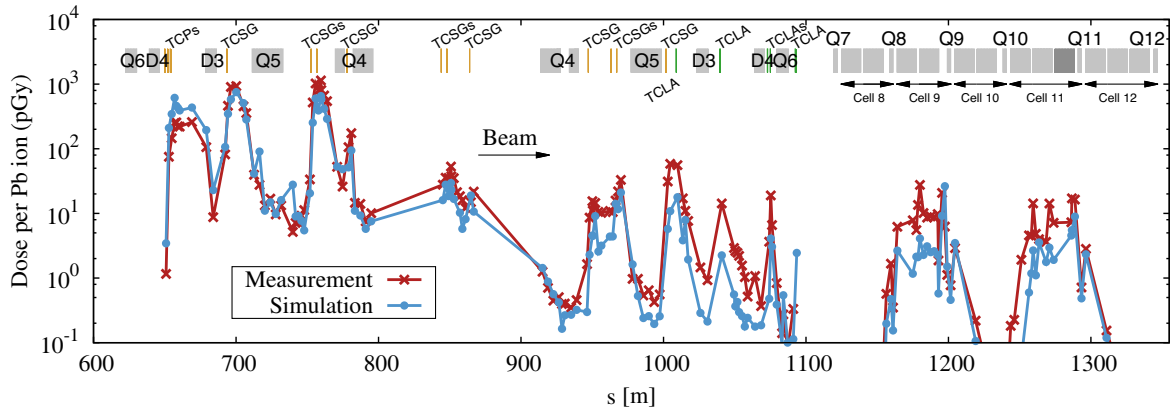 10^4
10^3
10^2
10^1
10^0
10^-1
Dose per Pb ion (pGy)
TCPs
TCSG
TCSGs
TCSG
TCSGs
TCSG
TCSG
TCSGs
TCSG
TCLA
TCLAs
TCLA
Q6
D4
D3
Q5
Q4
Q4
Q5
D3
D4
Q6
Q7
Q8
Q9
Q10
Q11
Q12
TCLA
Cell 8
Cell 9
Cell 10
Cell 11
Cell 12
Beam
Measurement
Simulation
600
700
800
900
1000
1100
1200
1300
s [m]